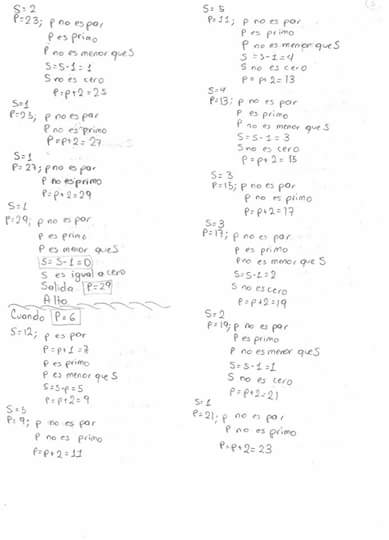 S=2
P=23; p no es par
P es primo
P no es menor que S
S=S-1=1
S no es cero
P=p+2=25
S=1
P=25; p no es par
P no es primo
P=p+2=27
S=1
P=27; p no es par
P no es primo
P=p+2=29
S=1
P=29; p no es par
P es primo
P es menor que S
S=S-1=0
S es igual a cero
Salida P=29
Alto
Cuando P=6
S=12; P es par
P=p+1=7
P es primo
P es menor que S
S=S-p=5
P=p+2=9
S=5
P=9; p no es par
P no es primo
P=p+2=11
S=5
P=11; p no es par
P es primo
P no es menor que S
S=S-1=4
S no es cero
P=p+2=13
S=4
P=13; p no es par
P es primo
P no es menor que S
S=S-1=3
S no es cero
P=p+2=15
S=3
P=15; p no es par
P no es primo
P=p+2=17
S=3
P=17; p no es par
P es primo
P no es menor que S
S=S-1=2
S no es cero
P=p+2=19
S=2
P=19; p no es par
P es primo
P no es menor que S
S=S-1=1
S no es cero
P=p+2=21
S=1
P=21; p no es par
P no es primo
P=p+2=23